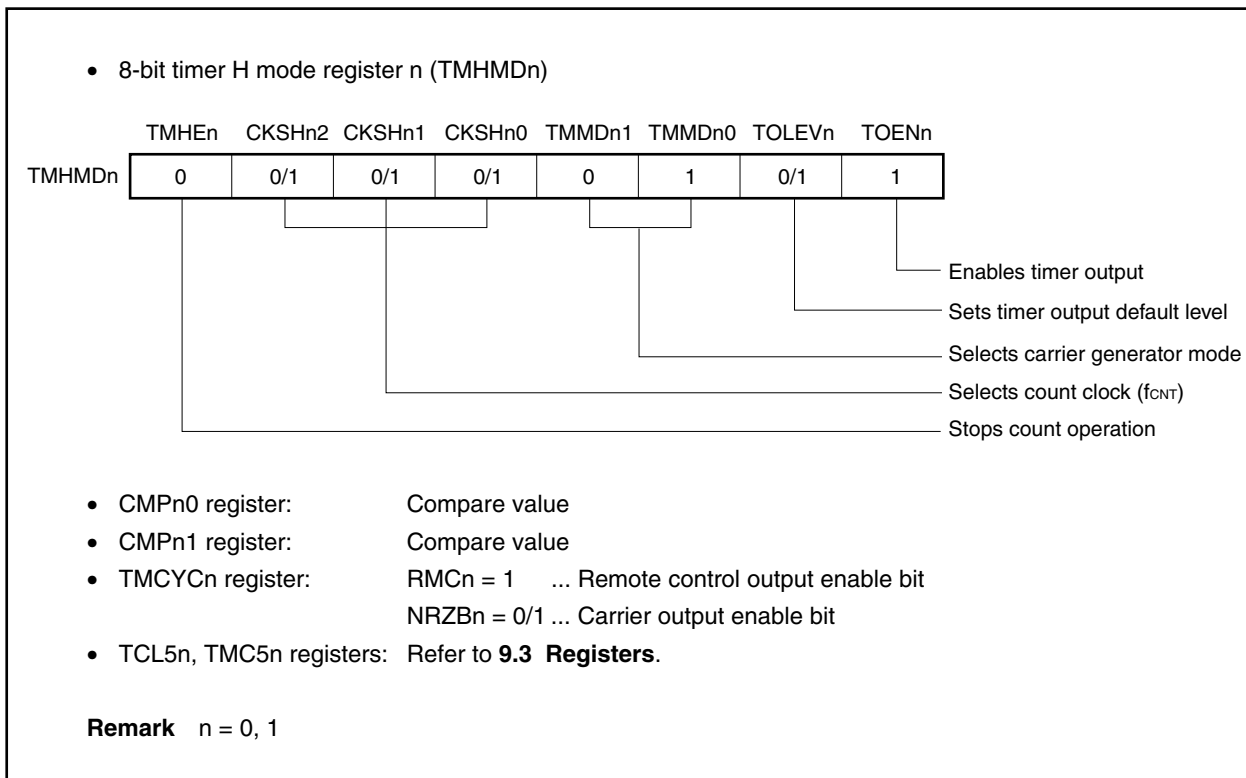 • 8-bit timer H mode register n (TMHMDn)
TMHEn CKSHn2 CKSHn1 CKSHn0 TMMDn1 TMMDn0 TOLEVn TOENn
TMHMDn 0 0/1 0/1 0/1 0 1 0/1 1
Enables timer output
Sets timer output default level
Selects carrier generator mode
Selects count clock (fCNT)
Stops count operation
• CMPn0 register: Compare value
• CMPn1 register: Compare value
• TMCYCn register: RMCn = 1 ... Remote control output enable bit
NRZBn = 0/1 ... Carrier output enable bit
• TCL5n, TMC5n registers: Refer to 9.3 Registers.
Remark n = 0, 1